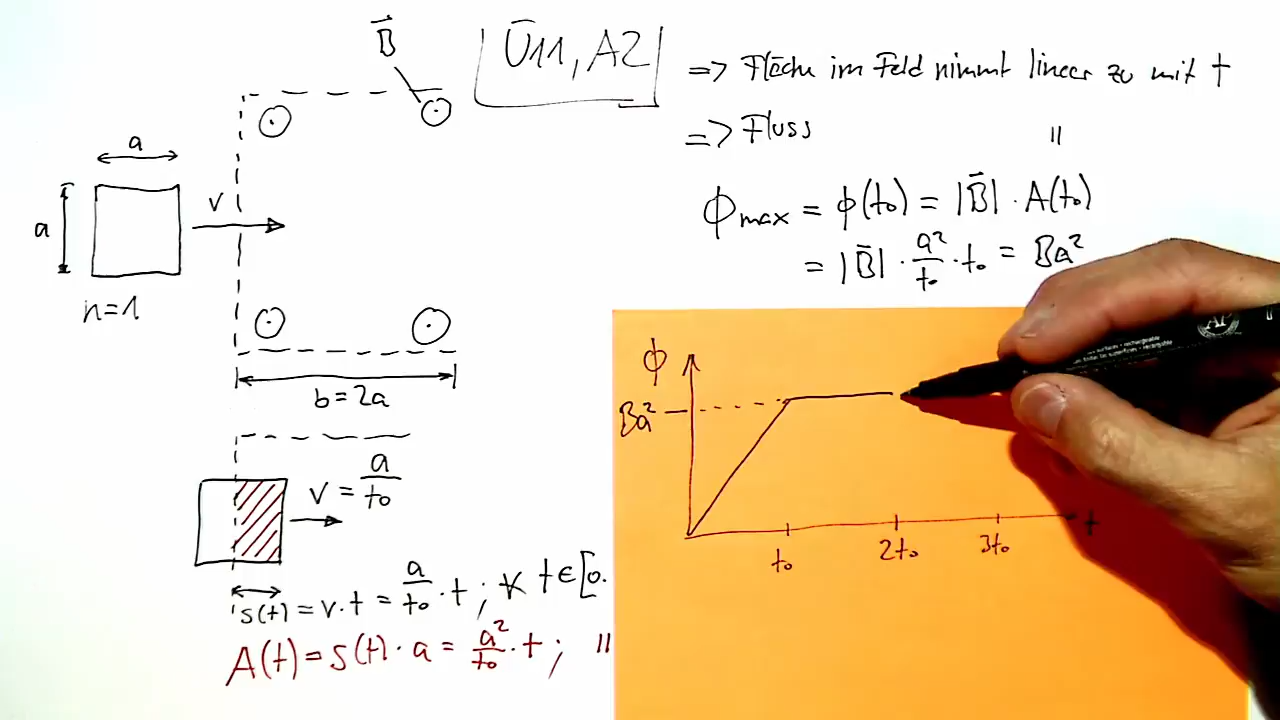 B⃗
Ü11, A2
a
a
v
n=1
b=2a
v = a/t₀
s(t) = v·t = a/t₀ · t ; ∀ t ∈ [0.
A(t) = s(t) · a = a²/t₀ · t ; "
=> Fläche im Feld nimmt linear zu mit t
=> Fluss "
ϕmax = ϕ(t₀) = |B⃗| · A(t₀)
= |B⃗| · a²/t₀ · t₀ = Ba²
ϕ
Ba²
t₀ 2t₀ 3t₀ t